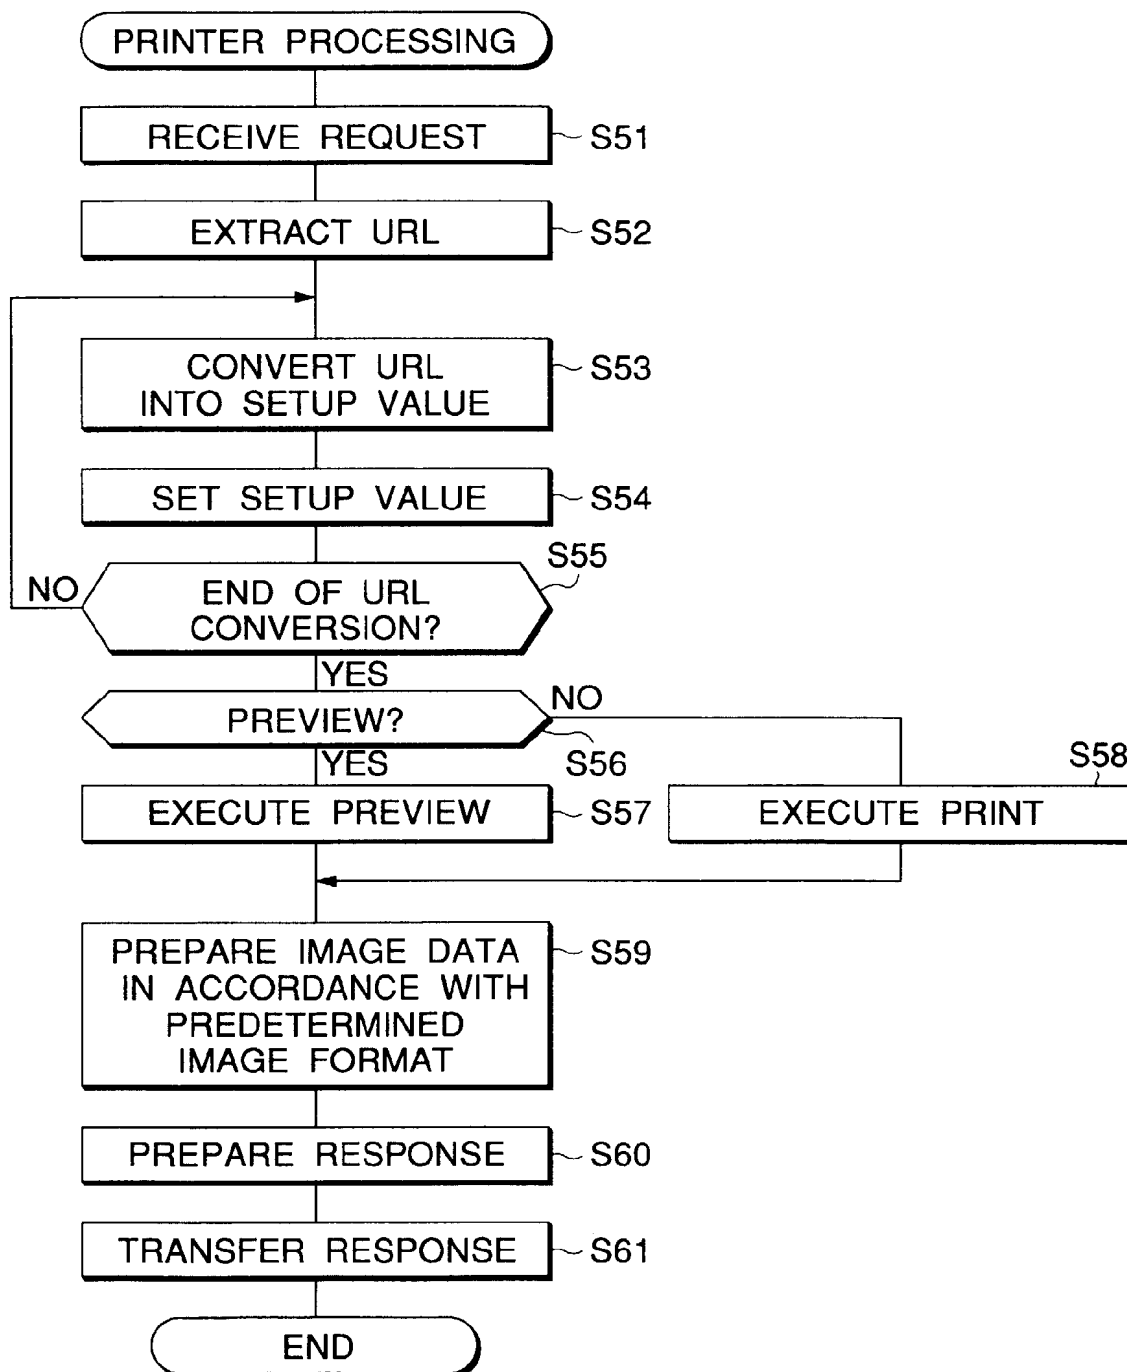 PRINTER PROCESSING
RECEIVE REQUEST
S51
EXTRACT URL
S52
CONVERT URL
INTO SETUP VALUE
S53
SET SETUP VALUE
S54
S55
NO
END OF URL
CONVERSION?
YES
PREVIEW?
NO
S56
YES
EXECUTE PREVIEW
S57
S58
EXECUTE PRINT
PREPARE IMAGE DATA
IN ACCORDANCE WITH
PREDETERMINED
IMAGE FORMAT
S59
PREPARE RESPONSE
S60
TRANSFER RESPONSE
S61
END